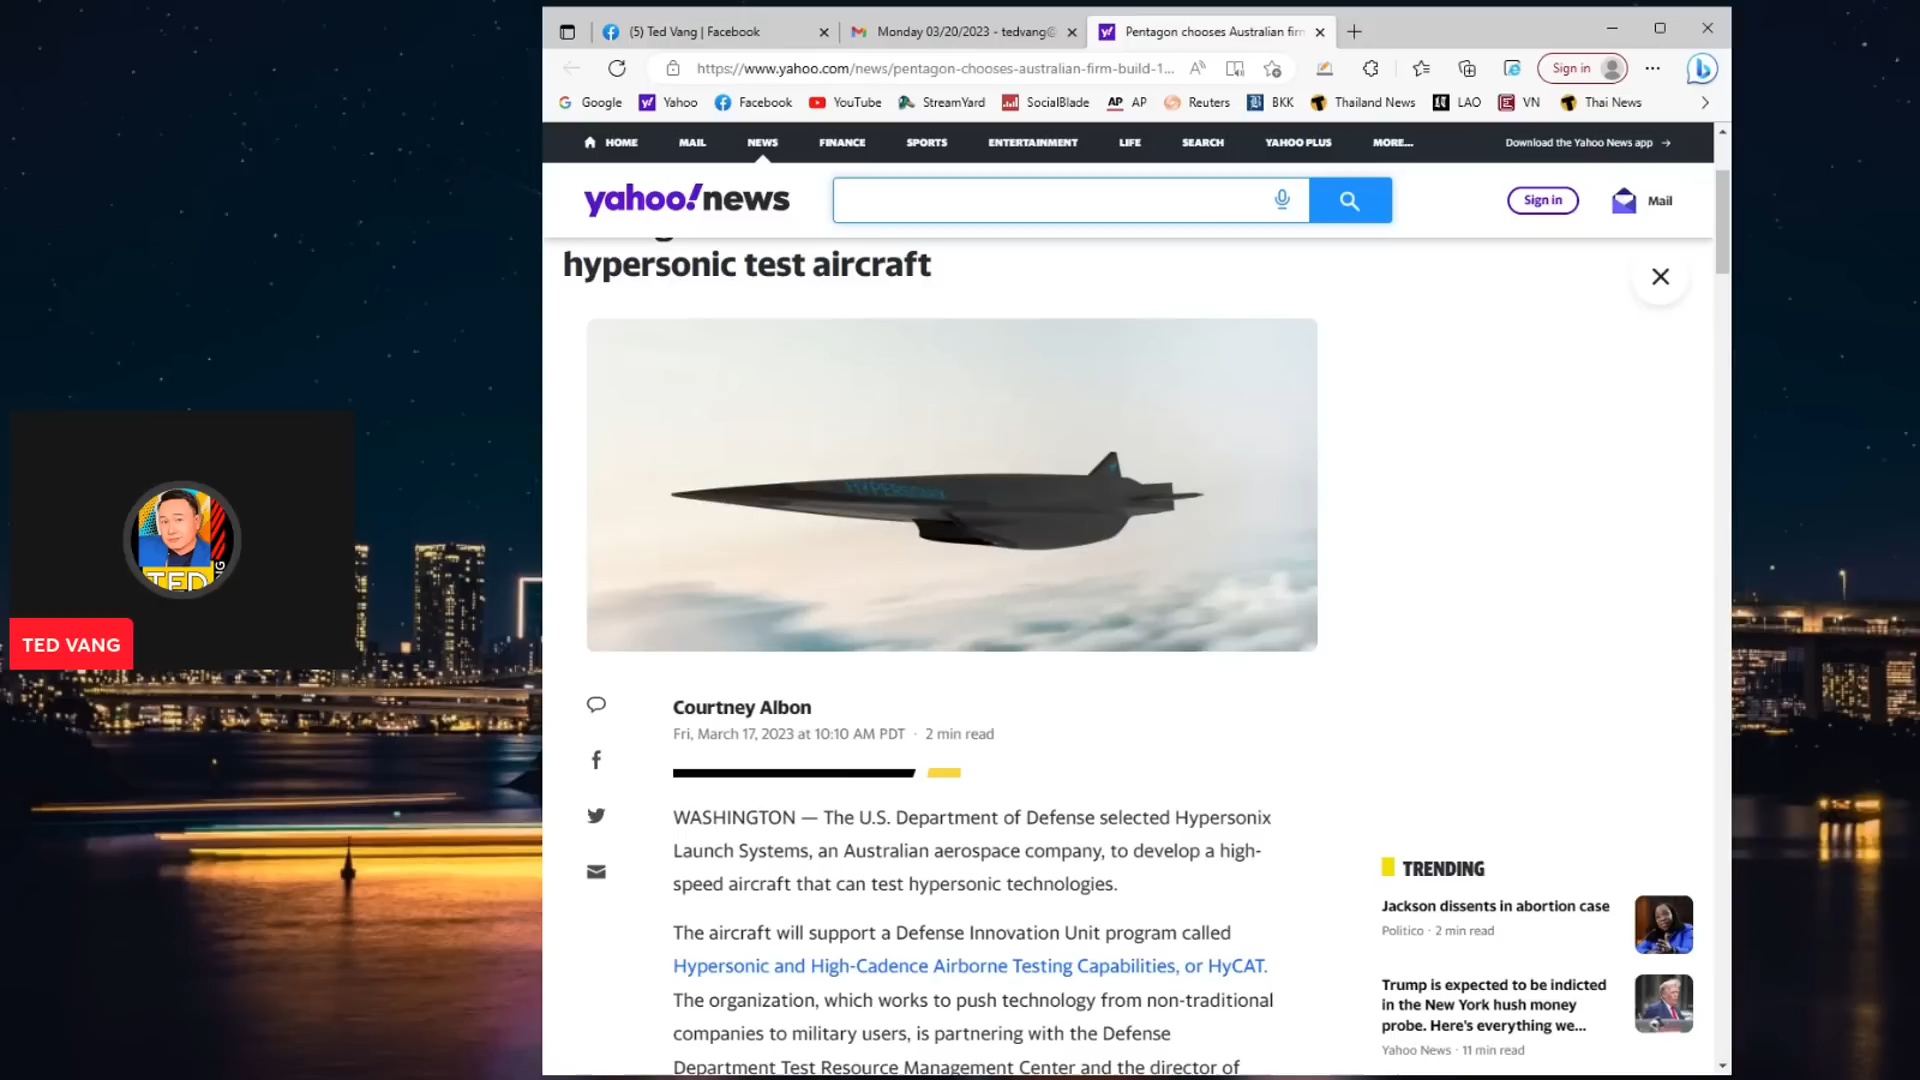 (5) Ted Vang | Facebook
Monday 03/20/2023 - tedvang@
Pentagon chooses Australian firm
https://www.yahoo.com/news/pentagon-chooses-australian-firm-build-1...
Sign in
Google
Yahoo
Facebook
YouTube
StreamYard
SocialBlade
AP AP
Reuters
BKK
Thailand News
LAO
VN
Thai News
HOME
MAIL
NEWS
FINANCE
SPORTS
ENTERTAINMENT
LIFE
SEARCH
YAHOO PLUS
MORE...
Download the Yahoo News app →
yahoo!news
Sign in
Mail
hypersonic test aircraft
HYPERSONIX
TED
TED VANG
Courtney Albon
Fri, March 17, 2023 at 10:10 AM PDT · 2 min read
WASHINGTON — The U.S. Department of Defense selected Hypersonix
Launch Systems, an Australian aerospace company, to develop a high-
speed aircraft that can test hypersonic technologies.
The aircraft will support a Defense Innovation Unit program called
Hypersonic and High-Cadence Airborne Testing Capabilities, or HyCAT.
The organization, which works to push technology from non-traditional
companies to military users, is partnering with the Defense
Department Test Resource Management Center and the director of
TRENDING
Jackson dissents in abortion case
Politico · 2 min read
Trump is expected to be indicted
in the New York hush money
probe. Here's everything we...
Yahoo News · 11 min read